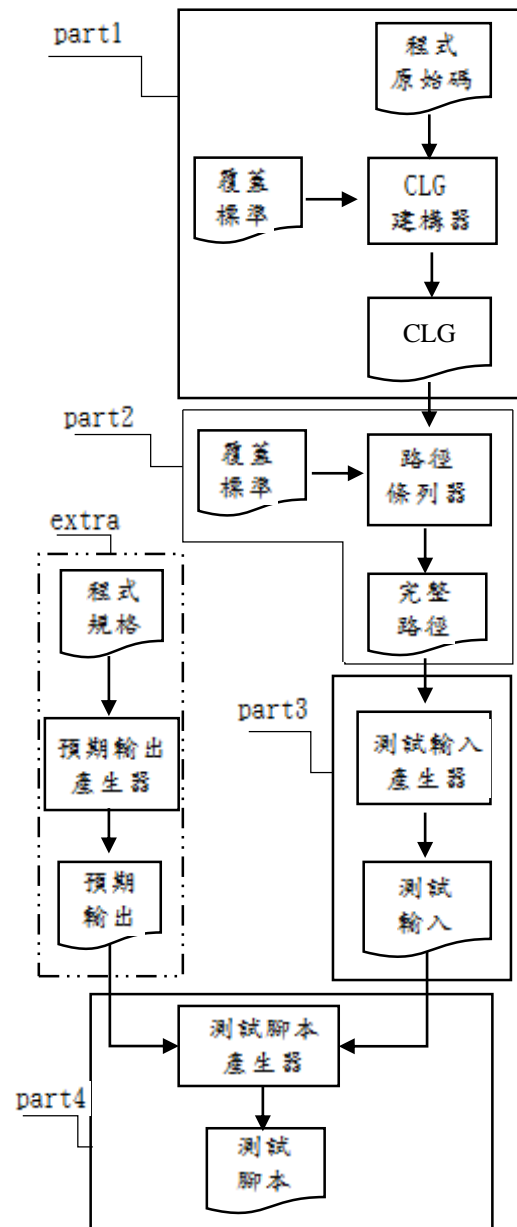 part1
程式
原始碼
覆蓋
標準
CLG
建構器
CLG
part2
覆蓋
標準
路徑
條列器
extra
程式
規格
完整
路徑
part3
預期輸出
產生器
測試輸入
產生器
預期
輸出
測試
輸入
測試腳本
產生器
part4
測試
腳本